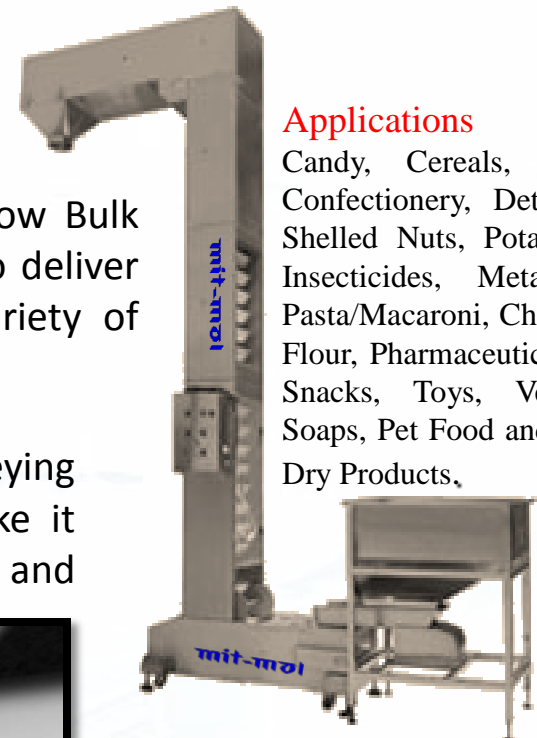 ow Bulk
o deliver
riety of
eying
ke it
and
Applications
Candy, Cereals,
Confectionery, Det
Shelled Nuts, Pota
Insecticides, Meta
Pasta/Macaroni, Ch
Flour, Pharmaceutic
Snacks, Toys, V
Soaps, Pet Food and
Dry Products.
mit-mol
mit-mol